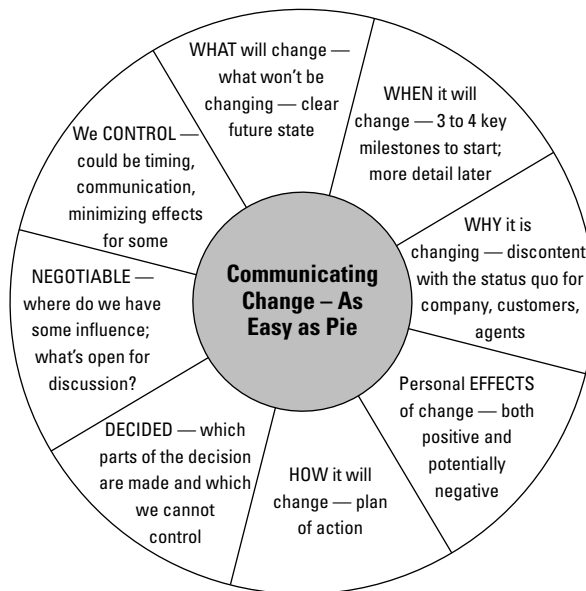 WHAT will change —
what won't be
changing — clear
future state
WHEN it will
change — 3 to 4 key
milestones to start;
more detail later
WHY it is
changing — discontent
with the status quo for
company, customers,
agents
Personal EFFECTS
of change — both
positive and
potentially
negative
HOW it will
change — plan
of action
DECIDED — which
parts of the decision
are made and which
we cannot
control
NEGOTIABLE —
where do we have
some influence;
what's open for
discussion?
We CONTROL —
could be timing,
communication,
minimizing effects
for some
Communicating
Change – As
Easy as Pie